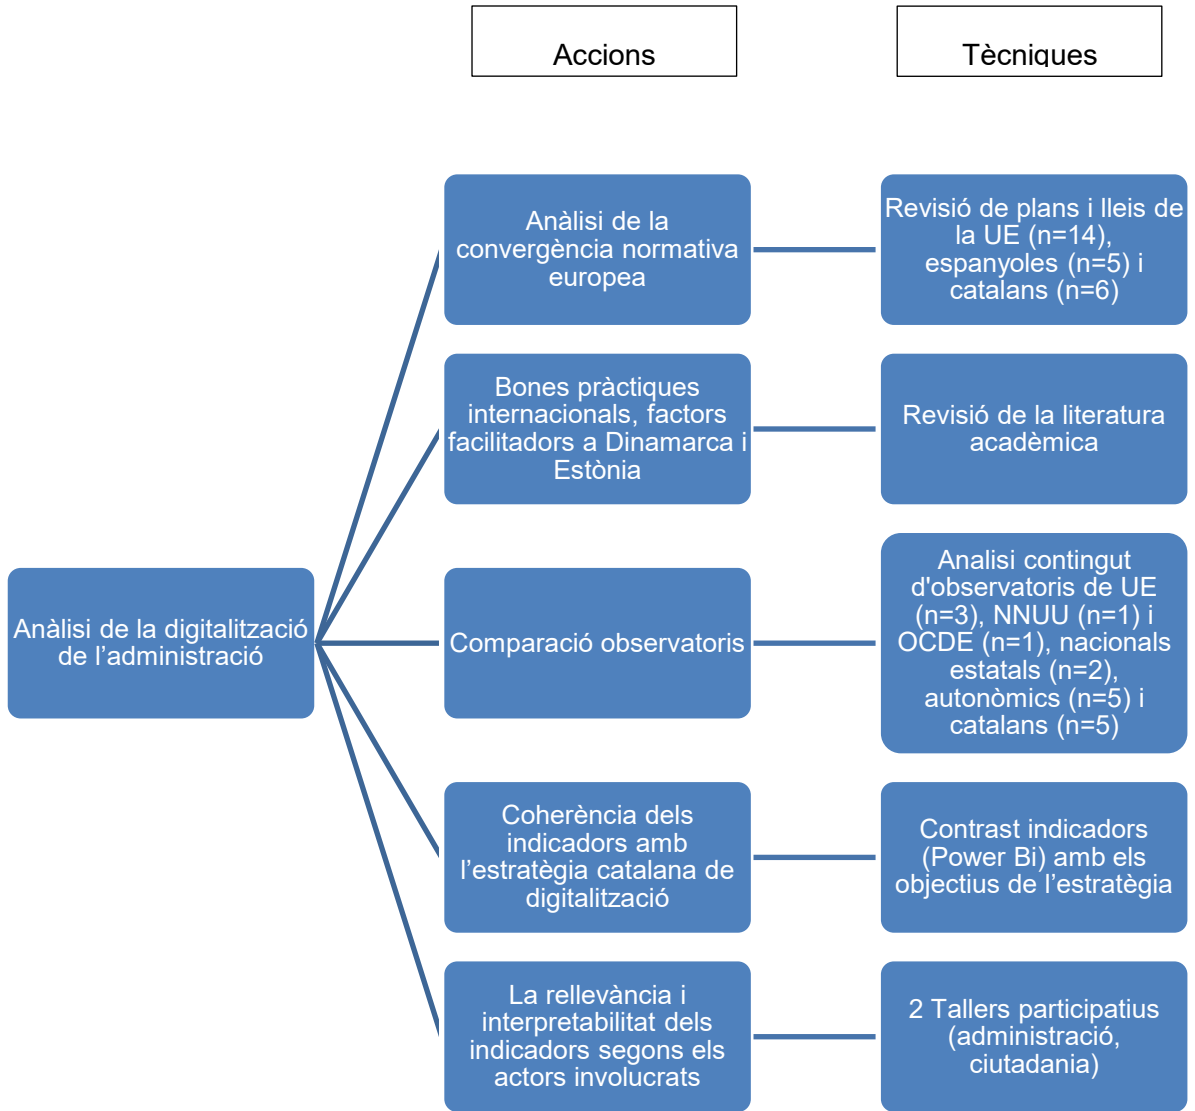 Accions
Tècniques
Anàlisi de la digitalització
de l’administració
Anàlisi de la
convergència normativa
europea
Revisió de plans i lleis de
la UE (n=14),
espanyoles (n=5) i
catalans (n=6)
Bones pràctiques
internacionals, factors
facilitadors a Dinamarca i
Estònia
Revisió de la literatura
acadèmica
Comparació observatoris
Analisi contingut
d'observatoris de UE
(n=3), NNUU (n=1) i
OCDE (n=1), nacionals
estatals (n=2),
autonòmics (n=5) i
catalans (n=5)
Coherència dels
indicadors amb
l’estratègia catalana de
digitalització
Contrast indicadors
(Power Bi) amb els
objectius de l’estratègia
La rellevància i
interpretabilitat dels
indicadors segons els
actors involucrats
2 Tallers participatius
(administració,
ciutadania)